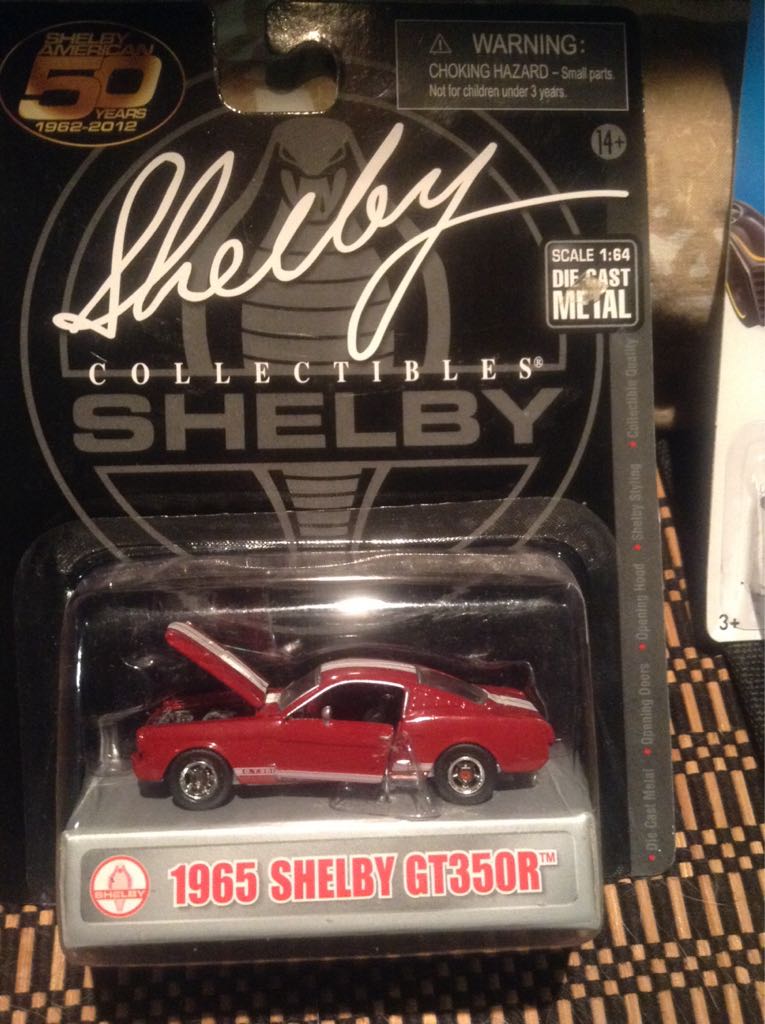 SHELBY
AMERICAN
50
YEARS
1962-2012
WARNING:
CHOKING HAZARD – Small parts.
Not for children under 3 years.
14+
Shelby
SCALE 1:64
DIE CAST
METAL
COLLECTIBLES®
SHELBY
• Die Cast Metal • Opening Doors • Opening Hood • Shelby Styling • Collectible Quality
3+
G.T.350
SHELBY
1965 SHELBY GT350R™